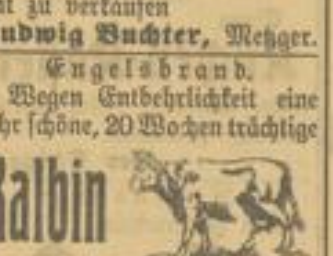 zu verkaufen
udwig Buchter, Metzger.
Engelsbrand.
Wegen Entbehrlichkeit eine
hr schöne, 20 Wochen trächtige
Kalbin